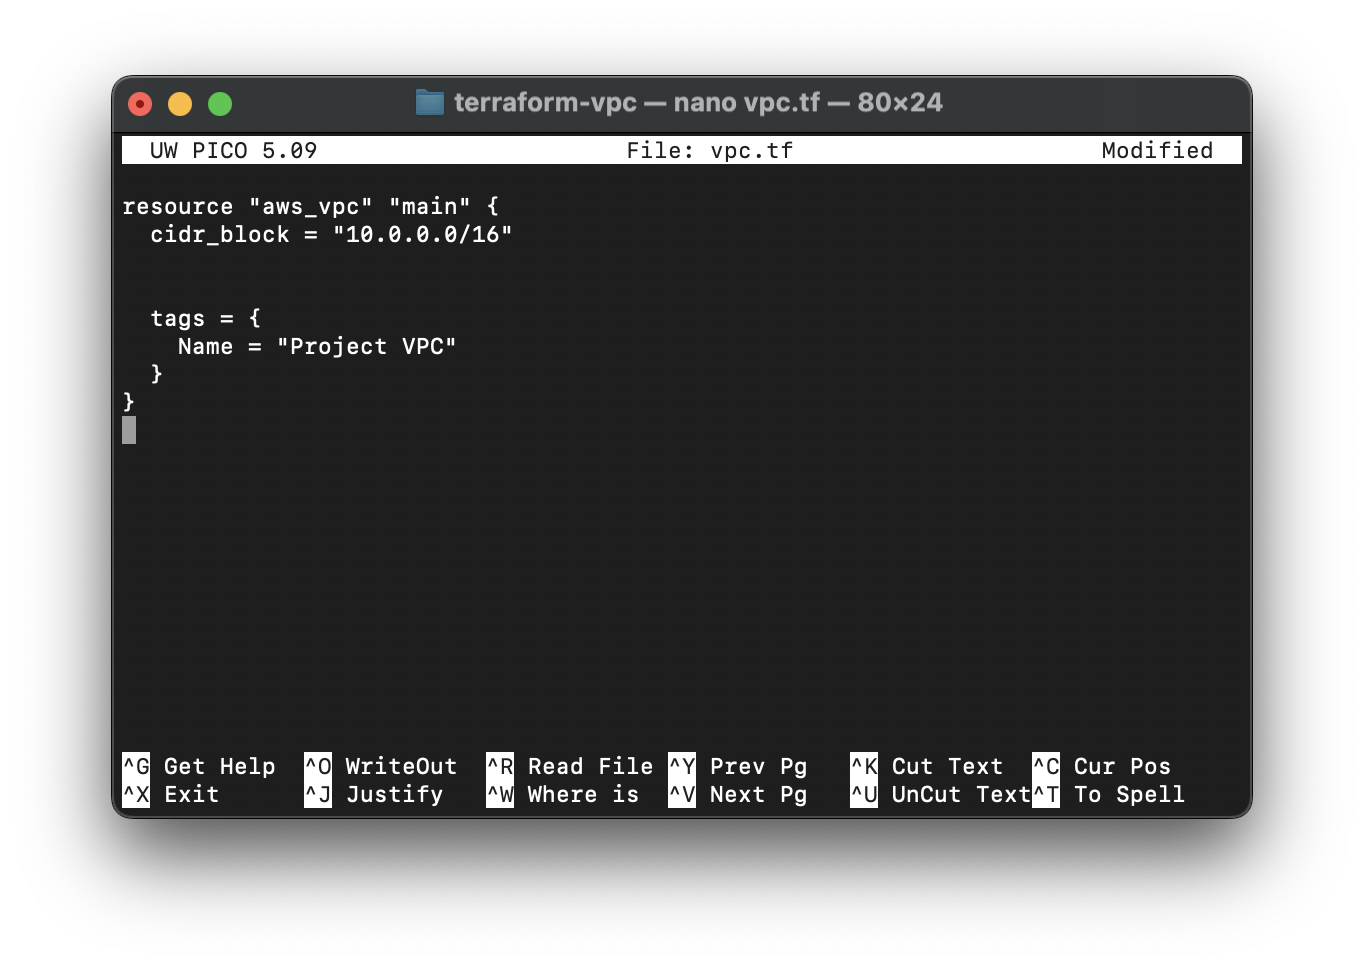 terraform-vpc — nano vpc.tf — 80×24
UW PICO 5.09 File: vpc.tf Modified
resource "aws_vpc" "main" {
  cidr_block = "10.0.0.0/16"
  tags = {
    Name = "Project VPC"
  }
}
^G Get Help ^O WriteOut ^R Read File ^Y Prev Pg ^K Cut Text ^C Cur Pos
^X Exit ^J Justify ^W Where is ^V Next Pg ^U UnCut Text ^T To Spell